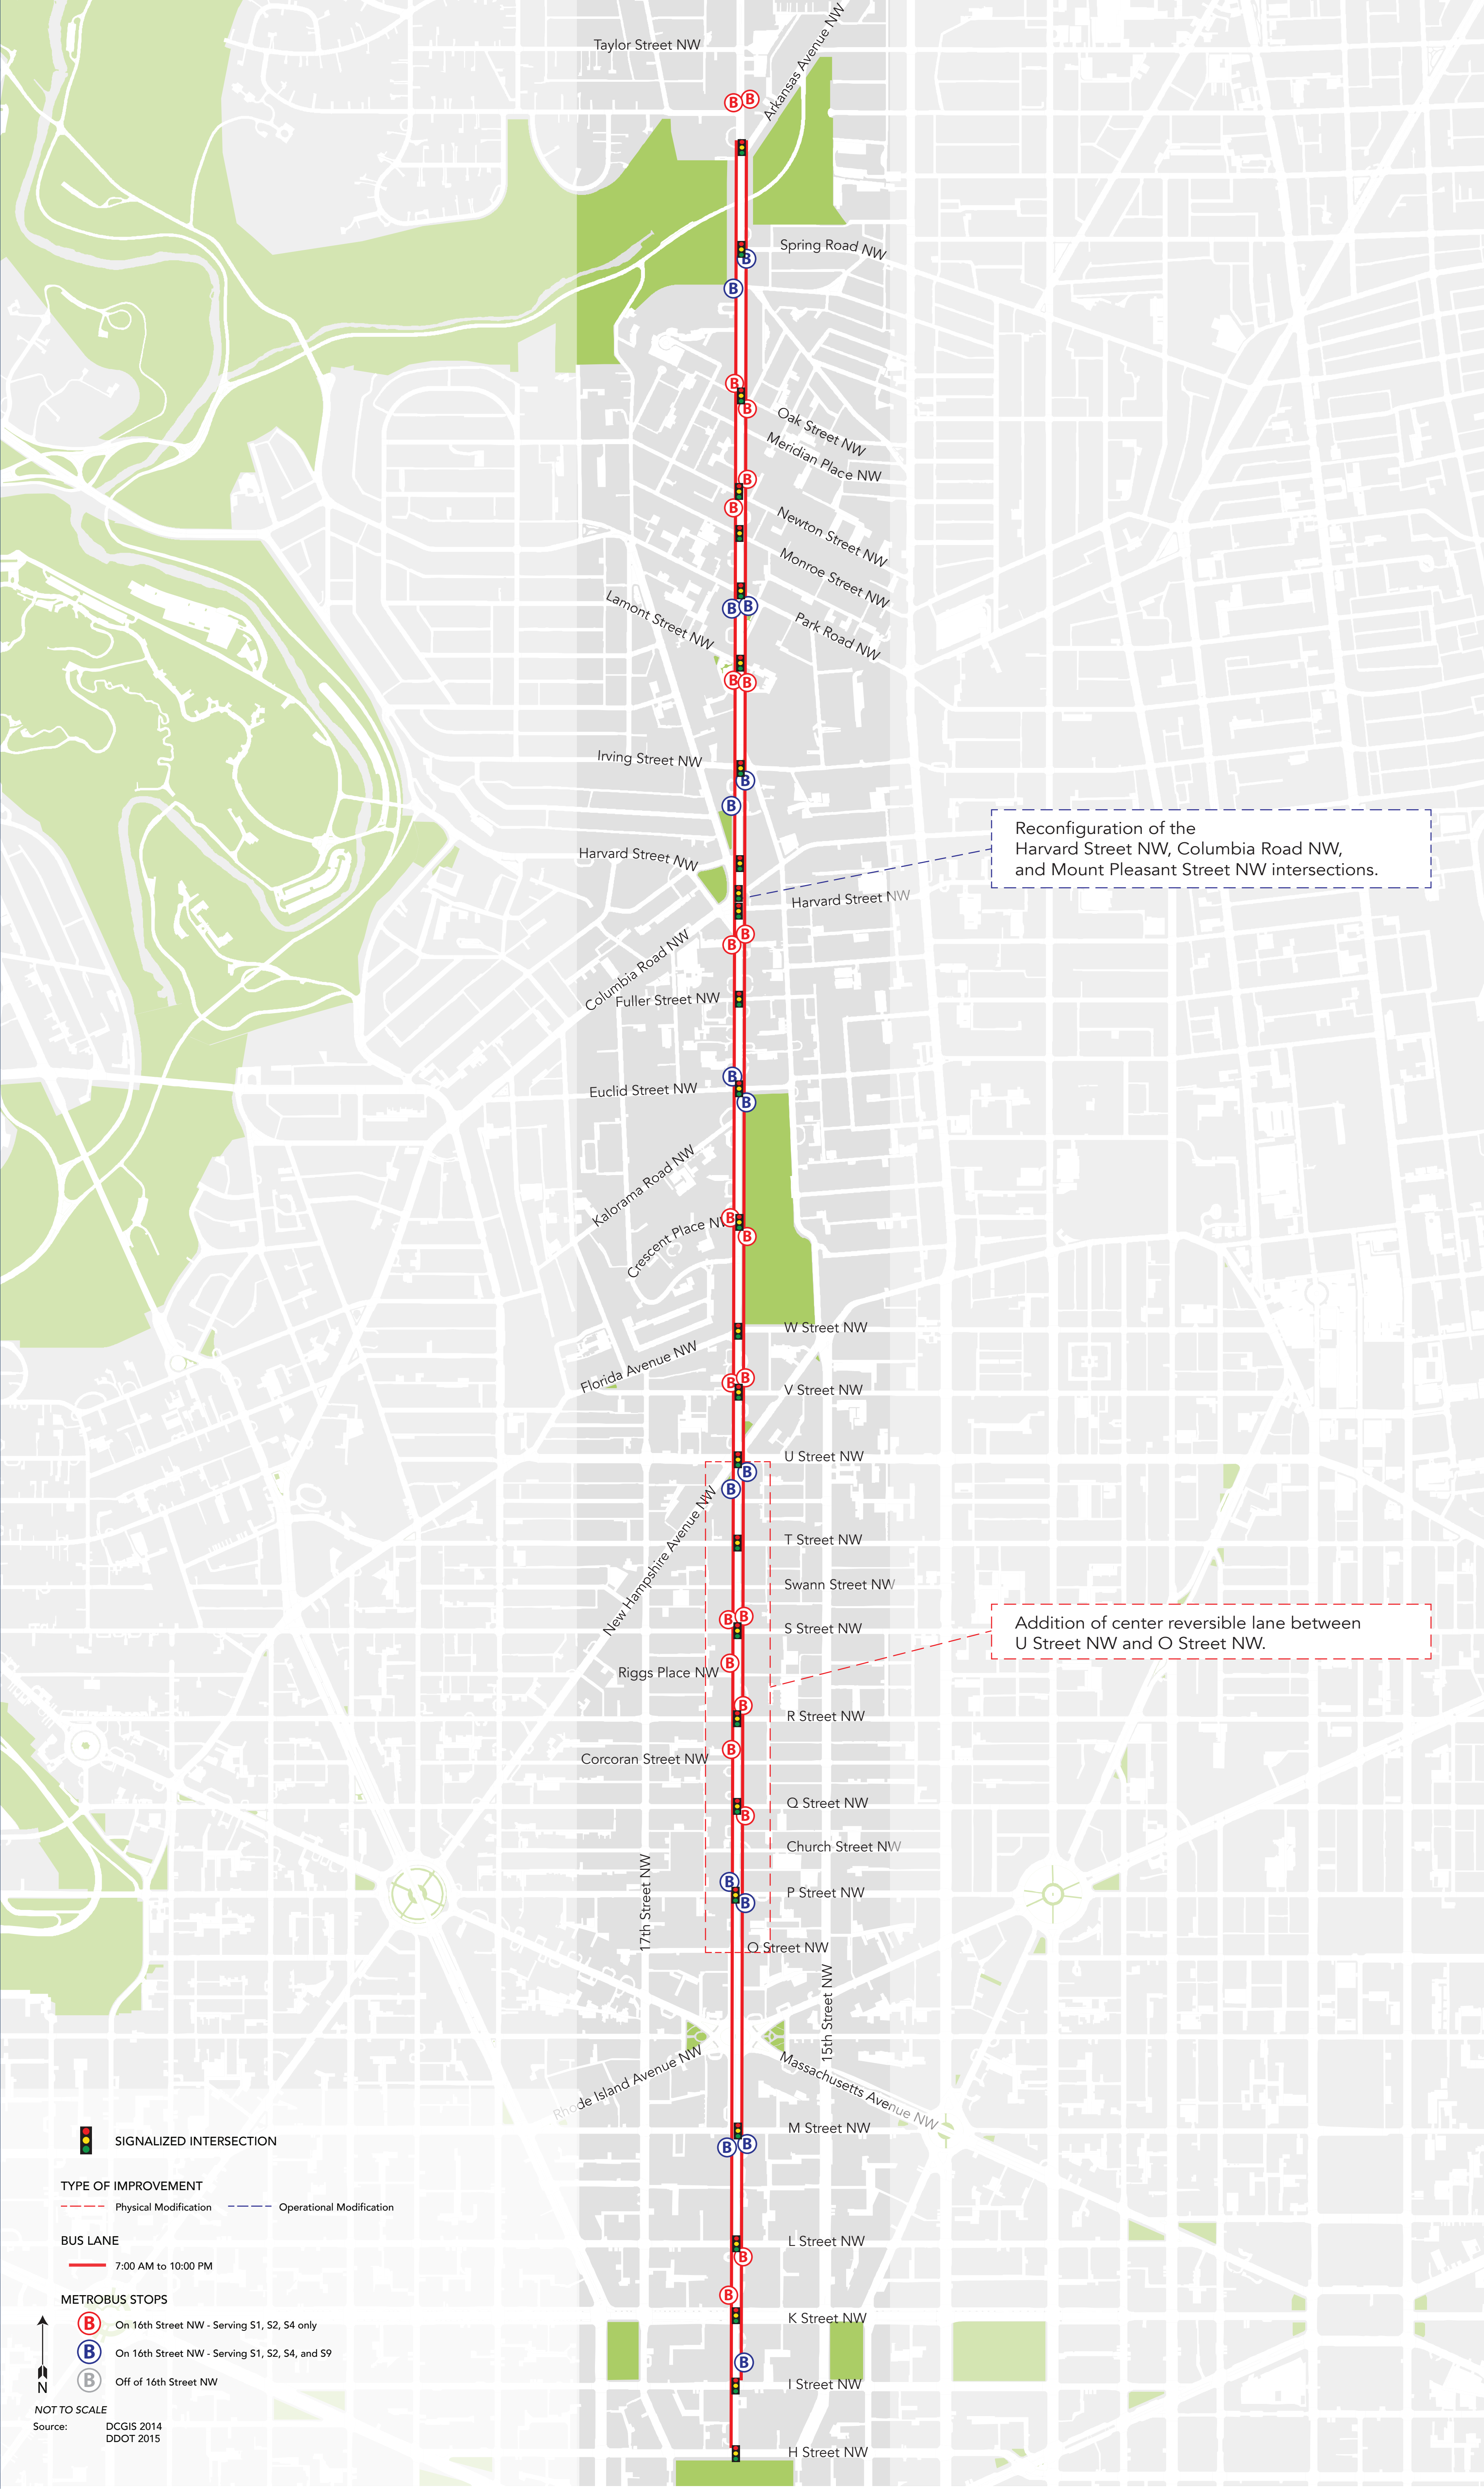 Taylor Street NW
Arkansas Avenue NW
B
B
Spring Road NW
B
B
B
B
Oak Street NW
Meridian Place NW
B
B
Newton Street NW
Monroe Street NW
Lamont Street NW
B
B
Park Road NW
B
B
Irving Street NW
B
B
Reconfiguration of the
Harvard Street NW, Columbia Road NW,
and Mount Pleasant Street NW intersections.
Harvard Street NW
Harvard Street NW
B
B
Columbia Road NW
Fuller Street NW
B
Euclid Street NW
B
Kalorama Road NW
B
Crescent Place NW
B
W Street NW
Florida Avenue NW
B
B
V Street NW
U Street NW
B
B
New Hampshire Avenue NW
T Street NW
Swann Street NW
B
B
S Street NW
Addition of center reversible lane between
U Street NW and O Street NW.
B
Riggs Place NW
B
R Street NW
B
Corcoran Street NW
Q Street NW
B
Church Street NW
17th Street NW
B
P Street NW
B
O Street NW
15th Street NW
Rhode Island Avenue NW
Massachusetts Avenue NW
M Street NW
B
B
L Street NW
B
B
K Street NW
B
I Street NW
H Street NW
SIGNALIZED INTERSECTION
TYPE OF IMPROVEMENT
Physical Modification
Operational Modification
BUS LANE
7:00 AM to 10:00 PM
METROBUS STOPS
B On 16th Street NW - Serving S1, S2, S4 only
B On 16th Street NW - Serving S1, S2, S4, and S9
B Off of 16th Street NW
N
NOT TO SCALE
Source: DCGIS 2014
DDOT 2015